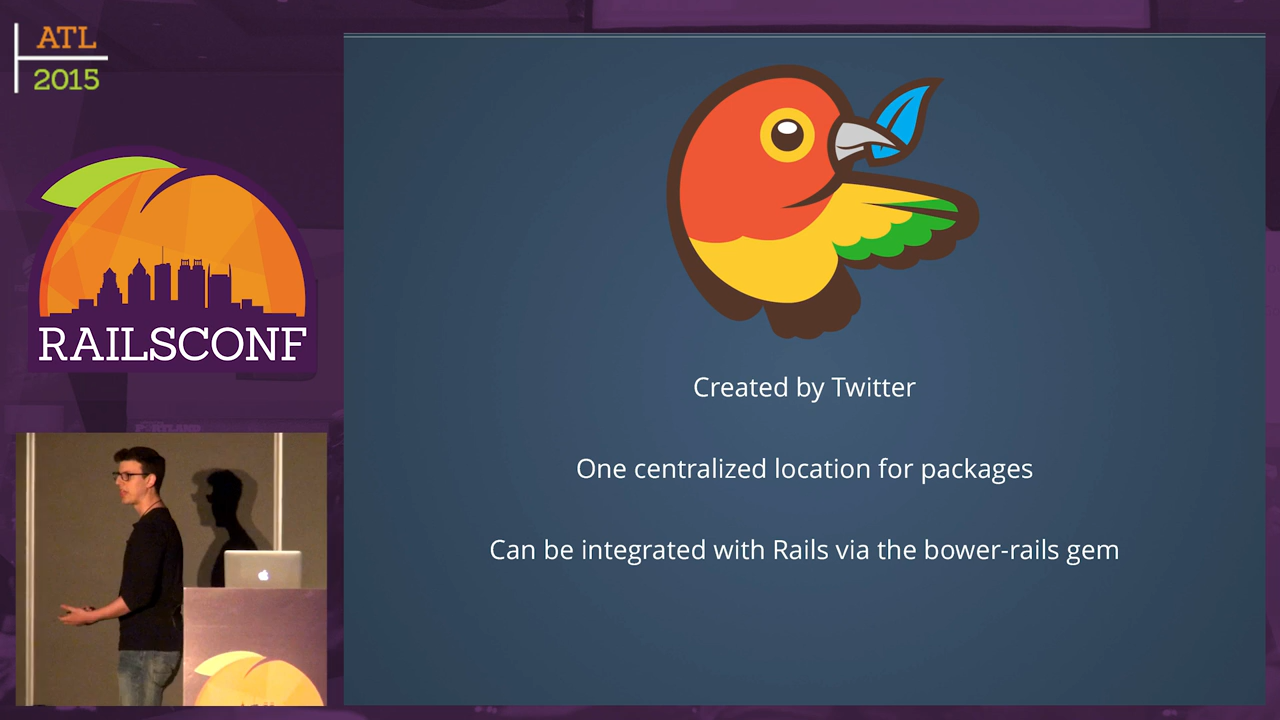 ATL
2015
RAILSCONF
Created by Twitter
One centralized location for packages
Can be integrated with Rails via the bower-rails gem